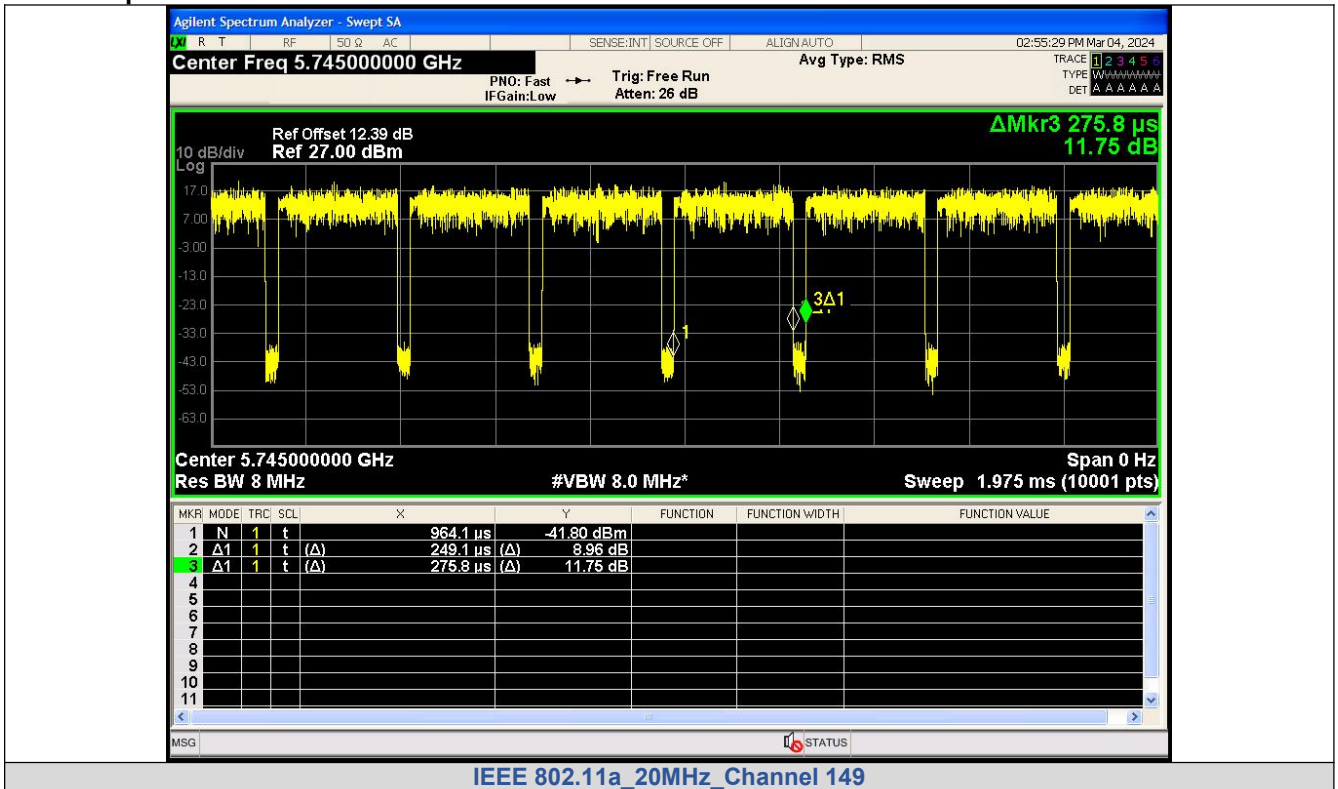 Agilent Spectrum Analyzer - Swept SA
LXI R T RF 50 Ω AC SENSE:INT SOURCE OFF ALIGN AUTO 02:55:29 PM Mar 04, 2024
Center Freq 5.745000000 GHz Avg Type: RMS TRACE 1 2 3 4 5 6
PNO: Fast Trig: Free Run TYPE WWWWWW
IFGain:Low Atten: 26 dB DET A A A A A A
ΔMkr3 275.8 µs
11.75 dB
Ref Offset 12.39 dB
10 dB/div Ref 27.00 dBm
Log
17.0
7.00
-3.00
-13.0
-23.0
3Δ1
-33.0
1
-43.0
-53.0
-63.0
Center 5.745000000 GHz Span 0 Hz
Res BW 8 MHz #VBW 8.0 MHz* Sweep 1.975 ms (10001 pts)
MKR MODE TRC SCL X Y FUNCTION FUNCTION WIDTH FUNCTION VALUE
1 N 1 t 964.1 µs -41.80 dBm
2 Δ1 1 t (Δ) 249.1 µs (Δ) 8.96 dB
3 Δ1 1 t (Δ) 275.8 µs (Δ) 11.75 dB
4
5
6
7
8
9
10
11
MSG STATUS
IEEE 802.11a_20MHz_Channel 149